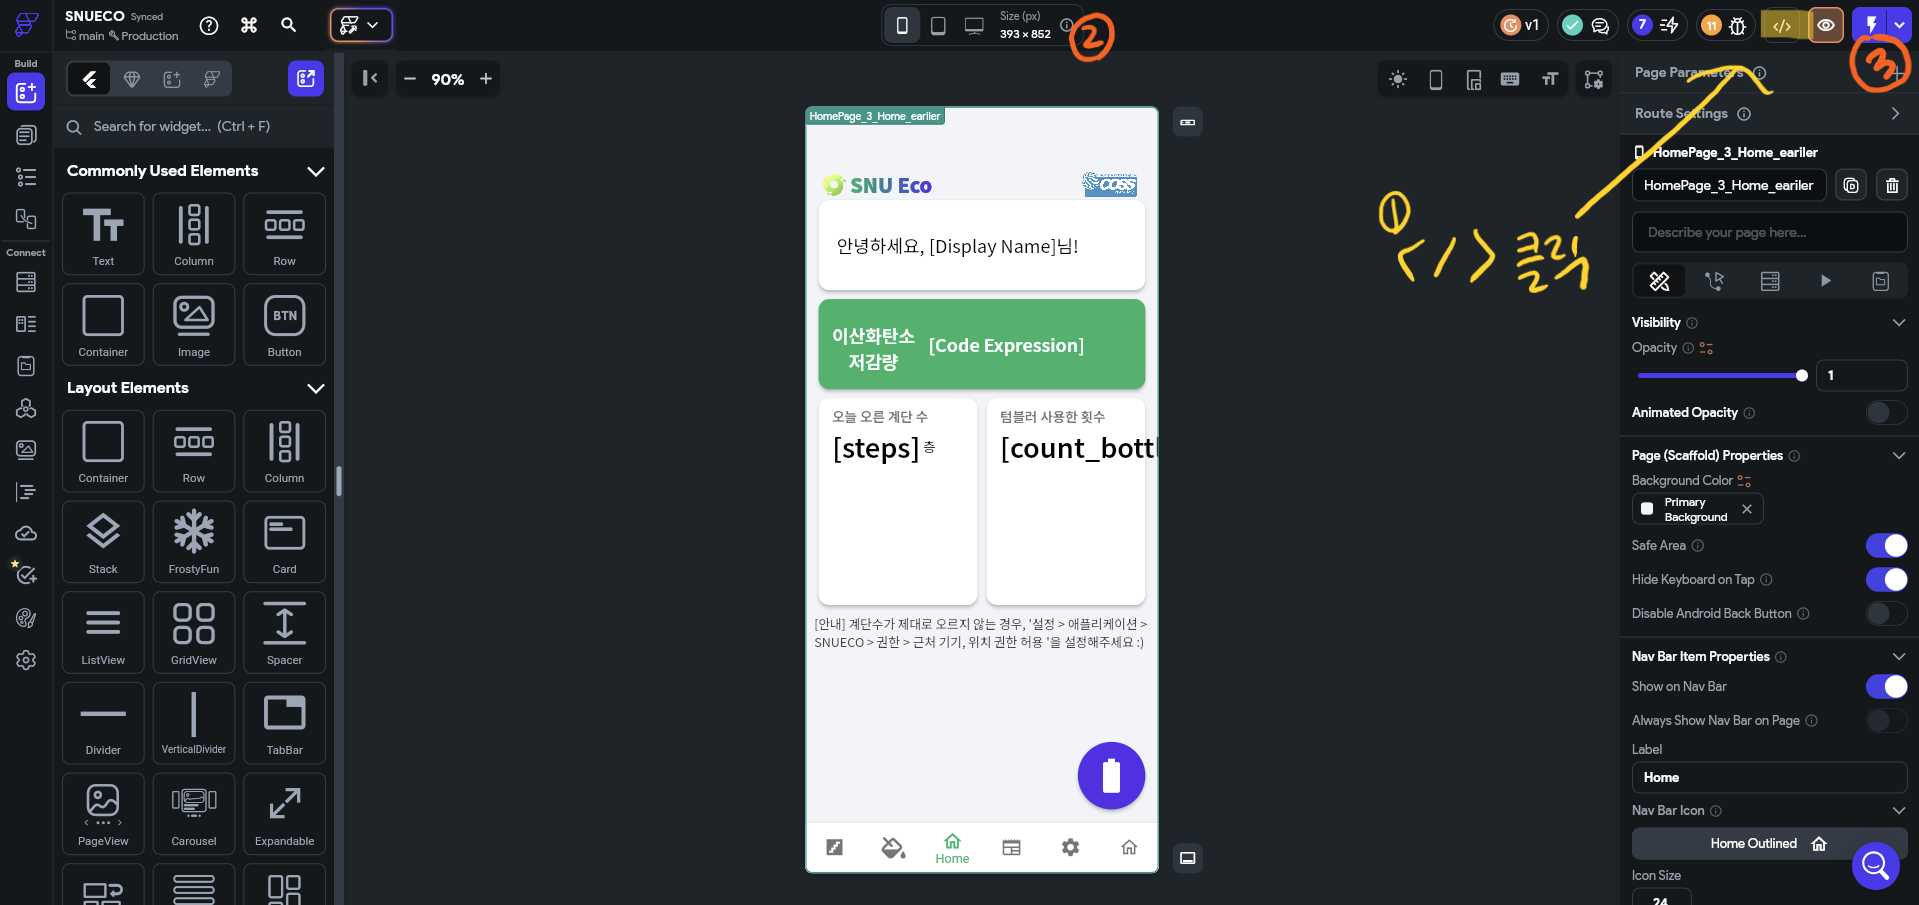 SNUECO Synced
main Production
Size (px)
393 × 852
②
v1
7
11
</>
③
Build
90%
Search for widget... (Ctrl + F)
Commonly Used Elements
Tt
Text
Column
Row
Container
Image
BTN
Button
Layout Elements
Container
Row
Column
Stack
FrostyFun
Card
ListView
GridView
Spacer
Divider
VerticalDivider
TabBar
PageView
Carousel
Expandable
Connect
HomePage_3_Home_eariler
SNU Eco
COSS
안녕하세요, [Display Name]님!
이산화탄소
저감량
[Code Expression]
오늘 오른 계단 수
[steps] 층
텀블러 사용한 횟수
[count_bottl
[안내] 계단수가 제대로 오르지 않는 경우, '설정 > 애플리케이션 >
SNUECO > 권한 > 근처 기기, 위치 권한 허용 '을 설정해주세요 :)
Home
①
</> 클릭
Page Parameters
Route Settings
HomePage_3_Home_eariler
HomePage_3_Home_eariler
Describe your page here...
Visibility
Opacity
1
Animated Opacity
Page (Scaffold) Properties
Background Color
Primary
Background
Safe Area
Hide Keyboard on Tap
Disable Android Back Button
Nav Bar Item Properties
Show on Nav Bar
Always Show Nav Bar on Page
Label
Home
Nav Bar Icon
Home Outlined
Icon Size
24